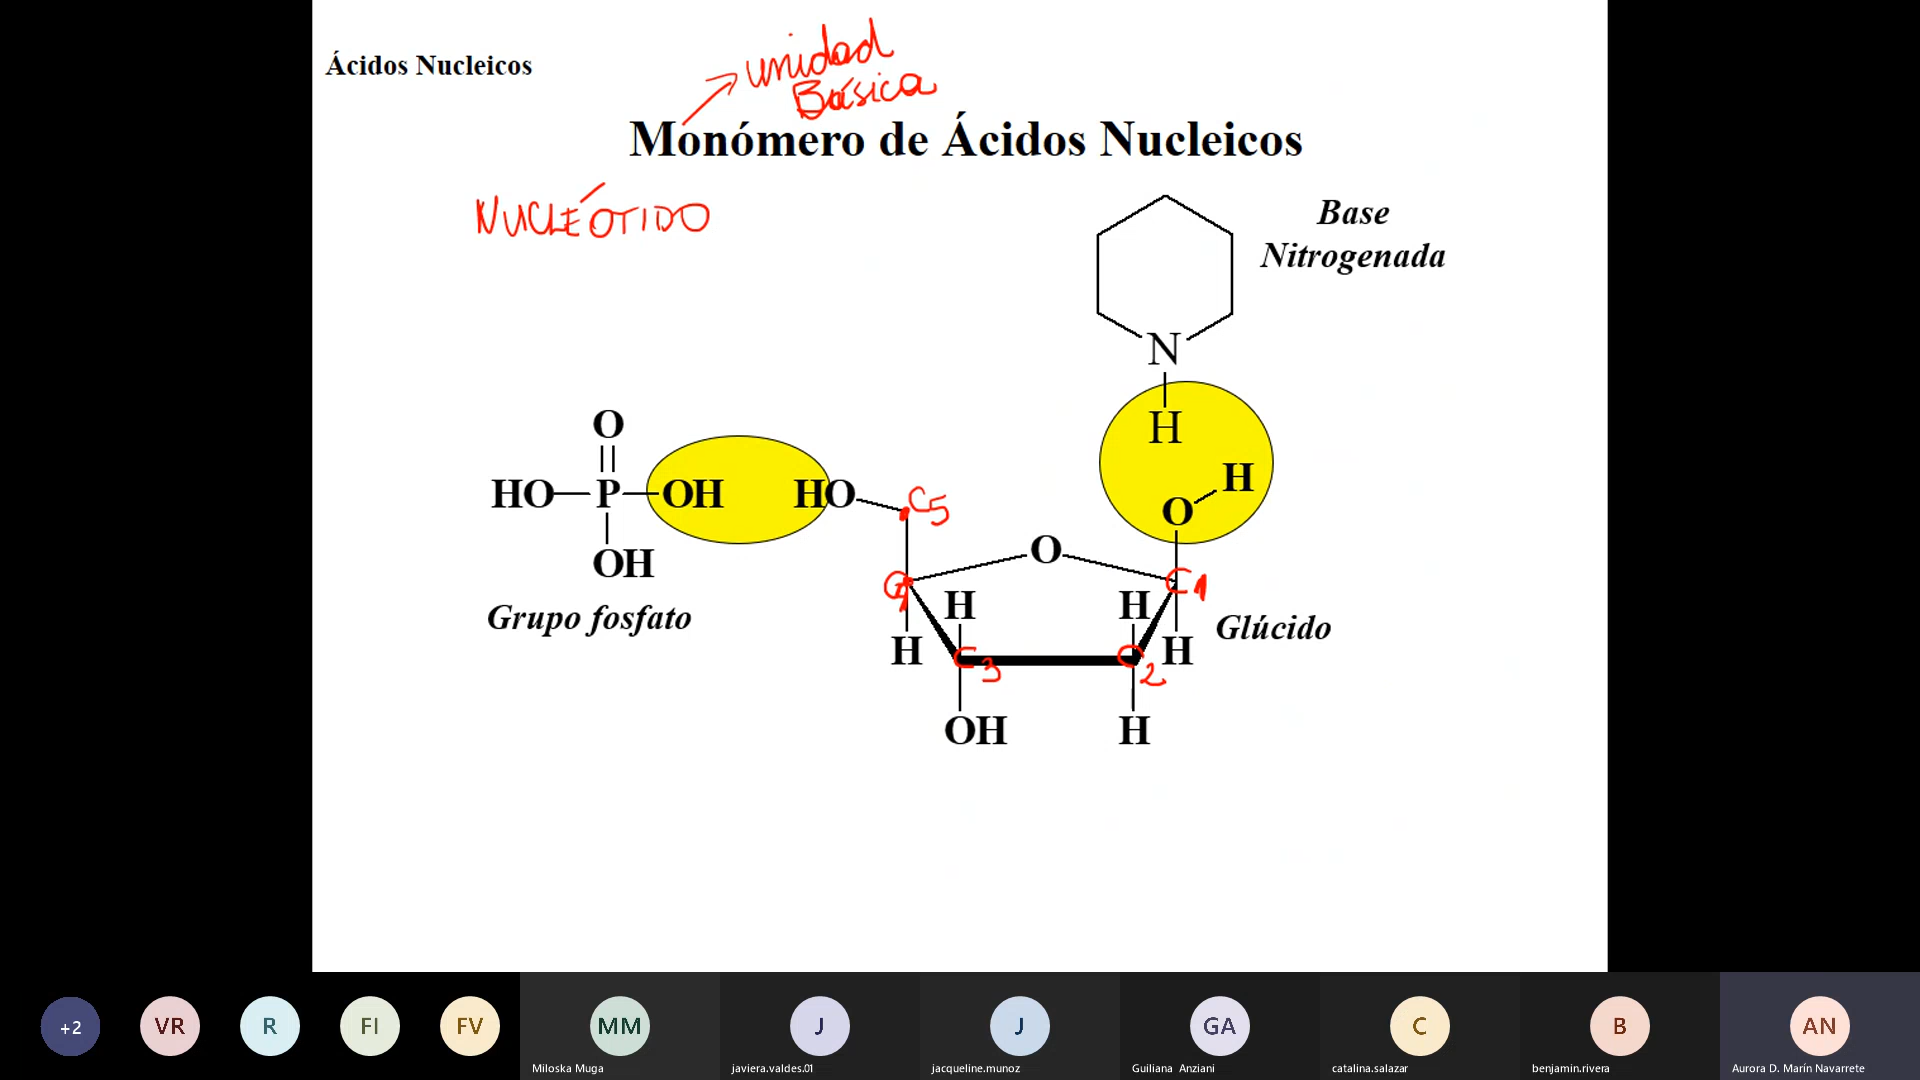 Ácidos Nucleicos
unidad
Básica
Monómero de Ácidos Nucleicos
NUCLEÓTIDO
Base
Nitrogenada
N
H
O
HO P OH HO C5
H
O
OH
O
C4 C1
H H
Grupo fosfato
Glúcido
H H
C3 C2
OH H
+2 VR R FI FV MM J J GA C B AN
Miloska Muga javiera.valdes.01 jacqueline.munoz Guiliana Anziani catalina.salazar benjamin.rivera Aurora D. Marín Navarrete